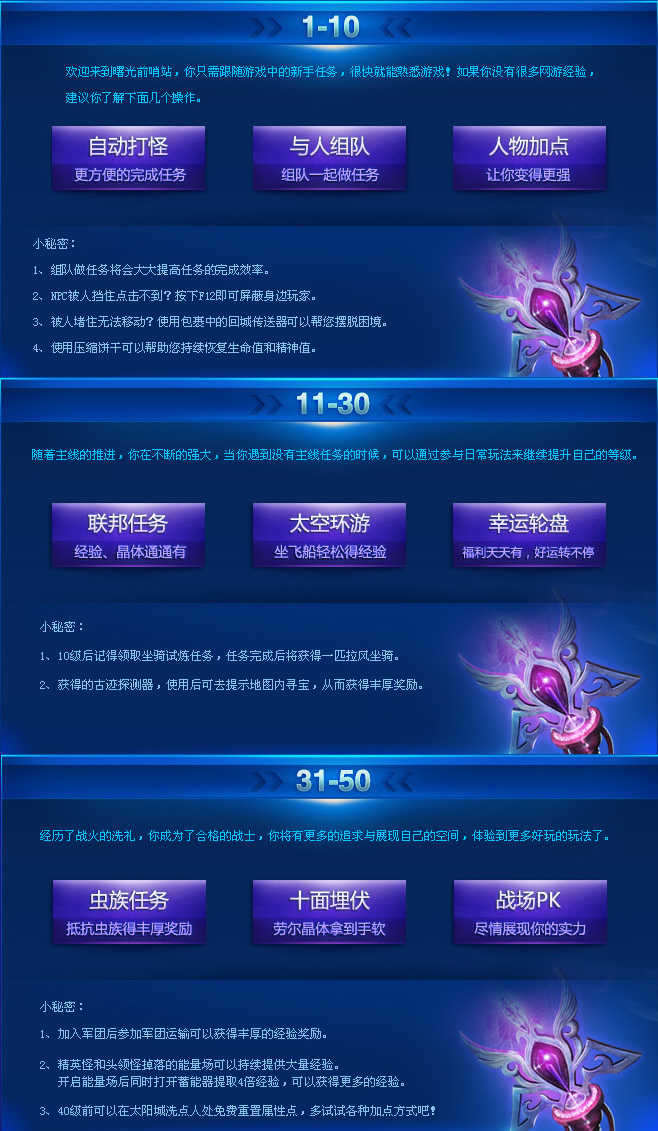 1-10
欢迎来到曙光前哨站，你只需跟随游戏中的新手任务，很快就能熟悉游戏！如果你没有很多网游经验，
建议你了解下面几个操作。
自动打怪
与人组队
人物加点
更方便的完成任务
组队一起做任务
让你变得更强
小秘密：
1、组队做任务将会大大提高任务的完成效率。
2、NPC被人挡住点击不到？按下F12即可屏蔽身边玩家。
3、被人堵住无法移动？使用包裹中的回城传送器可以帮您摆脱困境。
4、使用压缩饼干可以帮助您持续恢复生命值和精神值。
11-30
随着主线的推进，你在不断的强大，当你遇到没有主线任务的时候，可以通过参与日常玩法来继续提升自己的等级。
联邦任务
太空环游
幸运轮盘
经验、晶体通通有
坐飞船轻松得经验
福利天天有，好运转不停
小秘密：
1、10级后记得领取坐骑试炼任务，任务完成后将获得一匹拉风坐骑。
2、获得的古迹探测器，使用后可去提示地图内寻宝，从而获得丰厚奖励。
31-50
经历了战火的洗礼，你成为了合格的战士，你将有更多的追求与展现自己的空间，体验到更多好玩的玩法了。
虫族任务
十面埋伏
战场PK
抵抗虫族得丰厚奖励
劳尔晶体拿到手软
尽情展现你的实力
小秘密：
1、加入军团后参加军团运输可以获得丰厚的经验奖励。
2、精英怪和头领怪掉落的能量场可以持续提供大量经验。
开启能量场后同时打开蓄能器提取4倍经验，可以获得更多的经验。
3、40级前可以在太阳城洗点人处免费重置属性点，多试试各种加点方式吧！